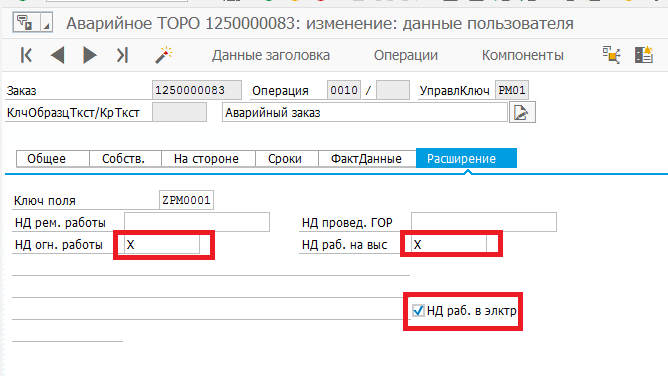 Аварийное ТОРО 1250000083: изменение: данные пользователя
Данные заголовка Операции Компоненты
Заказ 1250000083 Операция 0010 / УправлКлюч PM01
КлчОбразцТкст/КрТкст Аварийный заказ
Общее Собств. На стороне Сроки ФактДанные Расширение
Ключ поля ZPM0001
НД рем. работы НД провед. ГОР
НД огн. работы X НД раб. на выс X
НД раб. в элктр